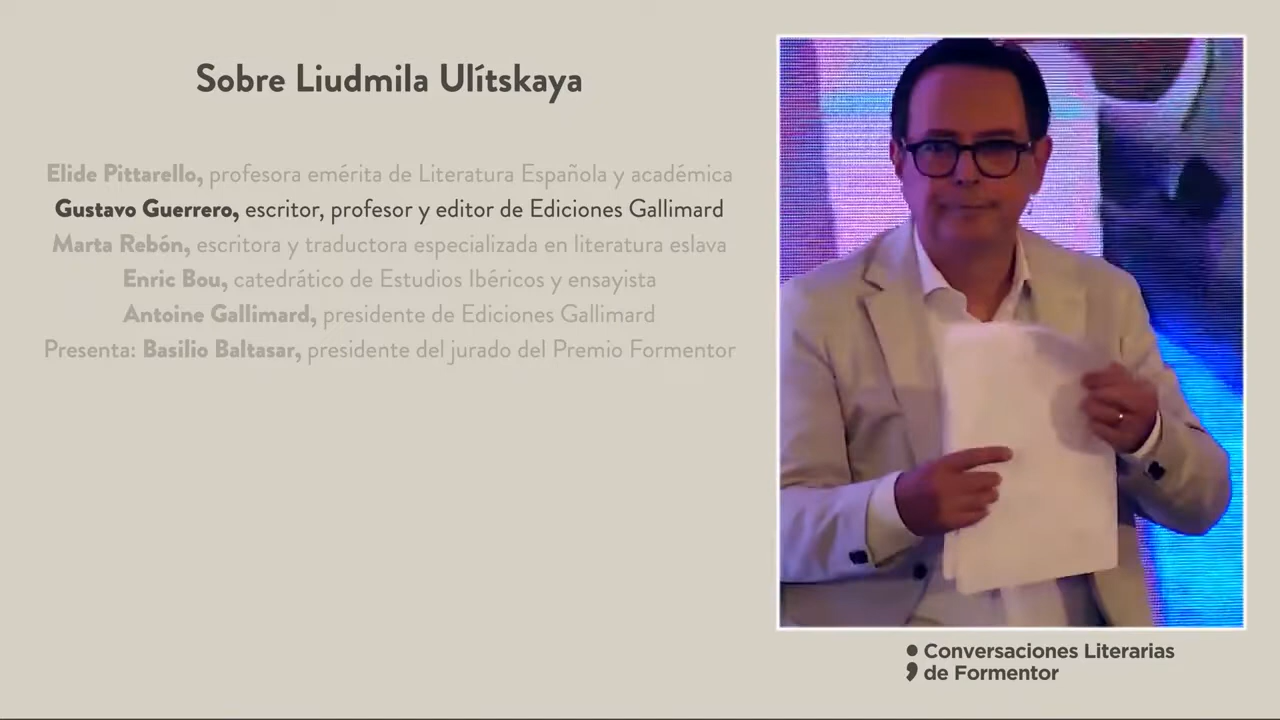 Sobre Liudmila Ulítskaya
Elide Pittarello, profesora emérita de Literatura Española y académica
Gustavo Guerrero, escritor, profesor y editor de Ediciones Gallimard
Marta Rebón, escritora y traductora especializada en literatura eslava
Enric Bou, catedrático de Estudios Ibéricos y ensayista
Antoine Gallimard, presidente de Ediciones Gallimard
Presenta: Basilio Baltasar, presidente del jurado del Premio Formentor
Conversaciones Literarias
de Formentor